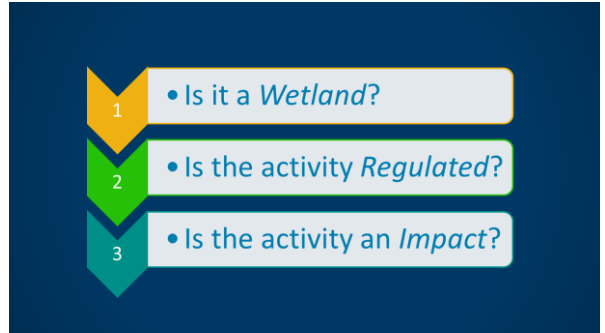 1 • Is it a Wetland?
2 • Is the activity Regulated?
3 • Is the activity an Impact?